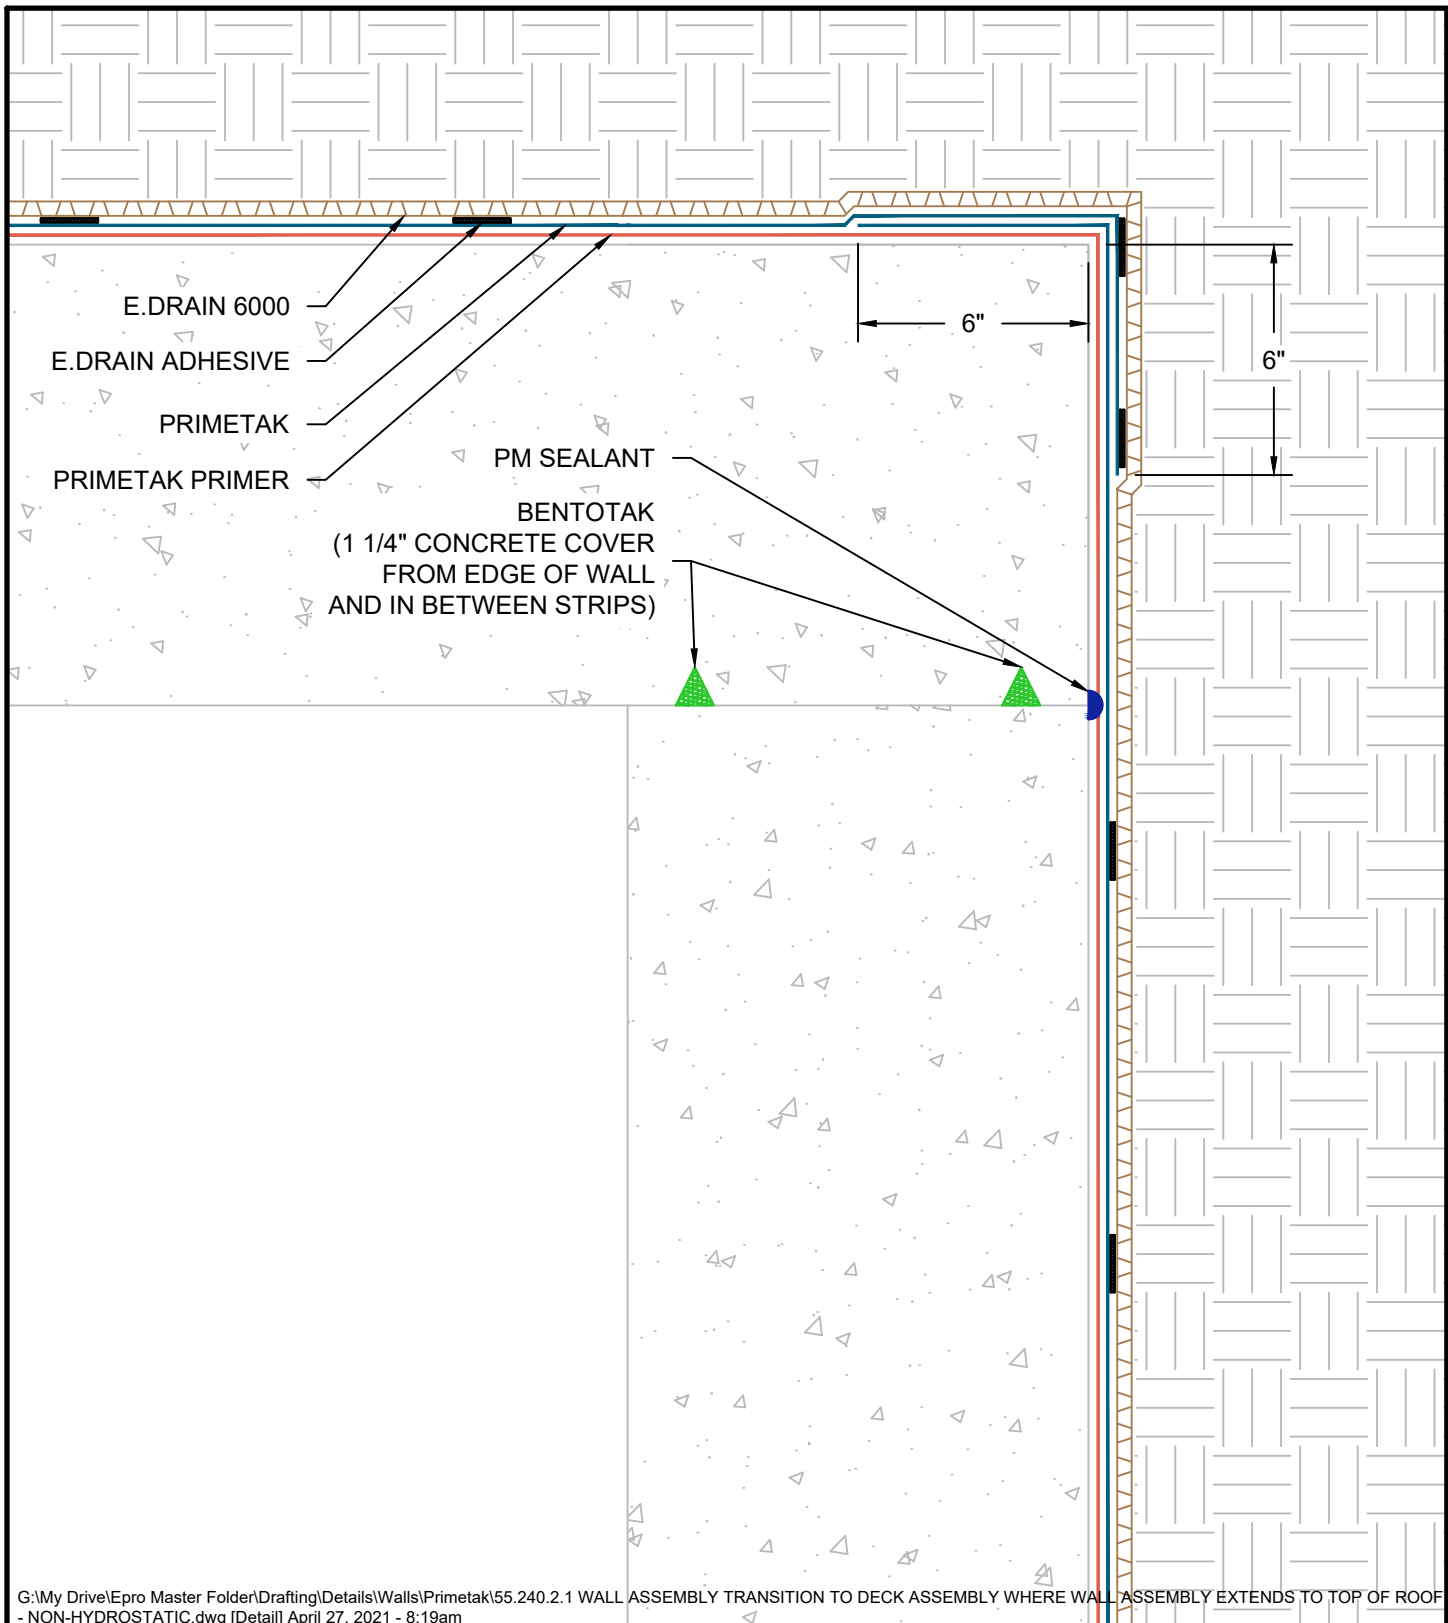 E.DRAIN 6000
E.DRAIN ADHESIVE
PRIMETAK
PRIMETAK PRIMER
6"
6"
PM SEALANT
BENTOTAK
(1 1/4" CONCRETE COVER
FROM EDGE OF WALL
AND IN BETWEEN STRIPS)
G:\My Drive\Epro Master Folder\Drafting\Details\Walls\Primetak\55.240.2.1 WALL ASSEMBLY TRANSITION TO DECK ASSEMBLY WHERE WALL ASSEMBLY EXTENDS TO TOP OF ROOF
- NON-HYDROSTATIC.dwg [Detail] April 27, 2021 - 8:19am